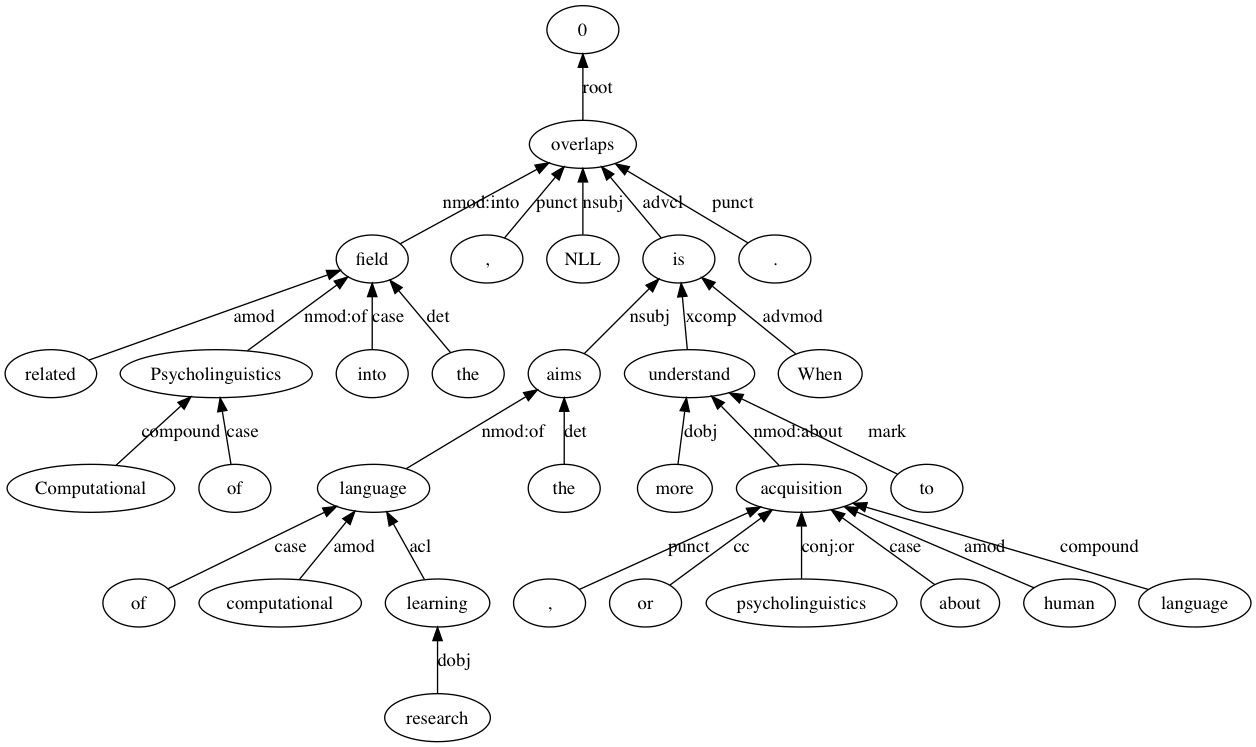 0
root
overlaps
nmod:into punct nsubj advcl punct
field , NLL is .
amod nmod:of case det nsubj xcomp advmod
related Psycholinguistics into the aims understand When
compound case nmod:of det dobj nmod:about mark
Computational of language the more acquisition to
case amod acl punct cc conj:or case amod compound
of computational learning , or psycholinguistics about human language
dobj
research